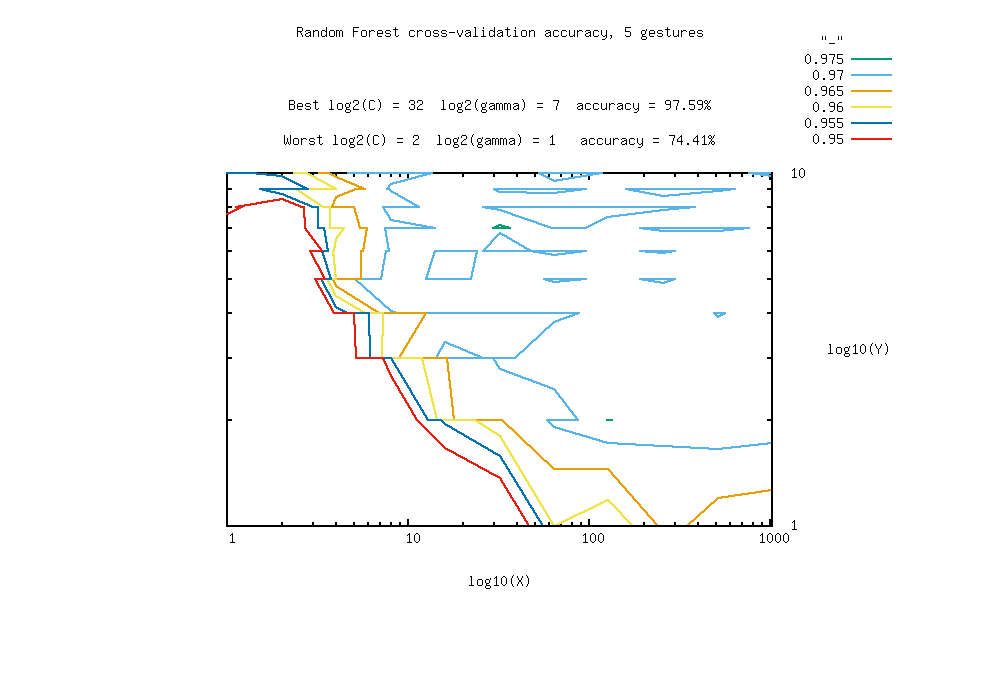 Random Forest cross-validation accuracy, 5 gestures
"_"
0.975
0.97
0.965
0.96
0.955
0.95
Best log2(C) = 32  log2(gamma) = 7  accuracy = 97.59%
Worst log2(C) = 2  log2(gamma) = 1   accuracy = 74.41%
10
log10(Y)
1
1 10 100 1000
log10(X)